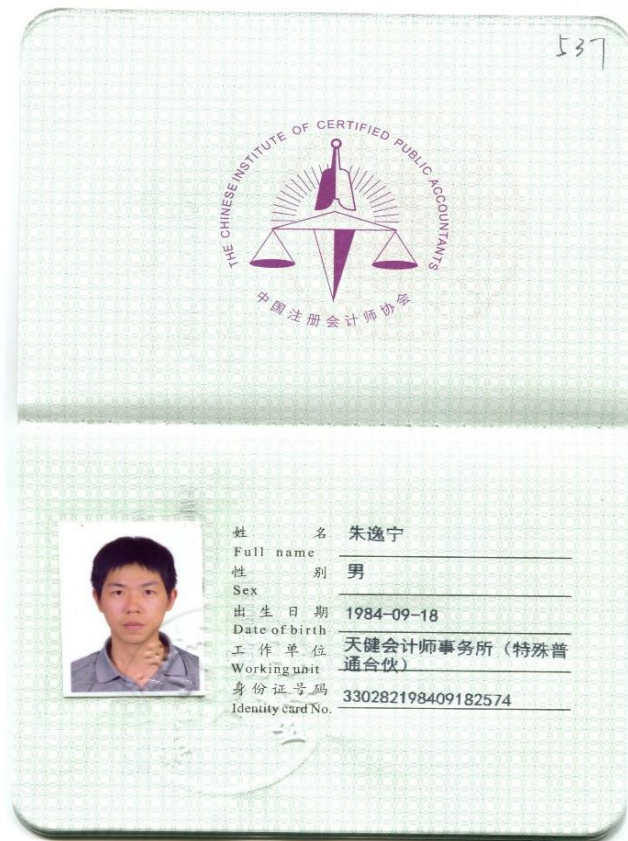 537
THE CHINESE INSTITUTE OF CERTIFIED PUBLIC ACCOUNTANTS
中国注册会计师协会
姓 名 朱逸宁
Full name
性 别 男
Sex
出生日期 1984-09-18
Date of birth
工作单位 天健会计师事务所（特殊普
Working unit 通合伙）
身份证号码 330282198409182574
Identity card No.